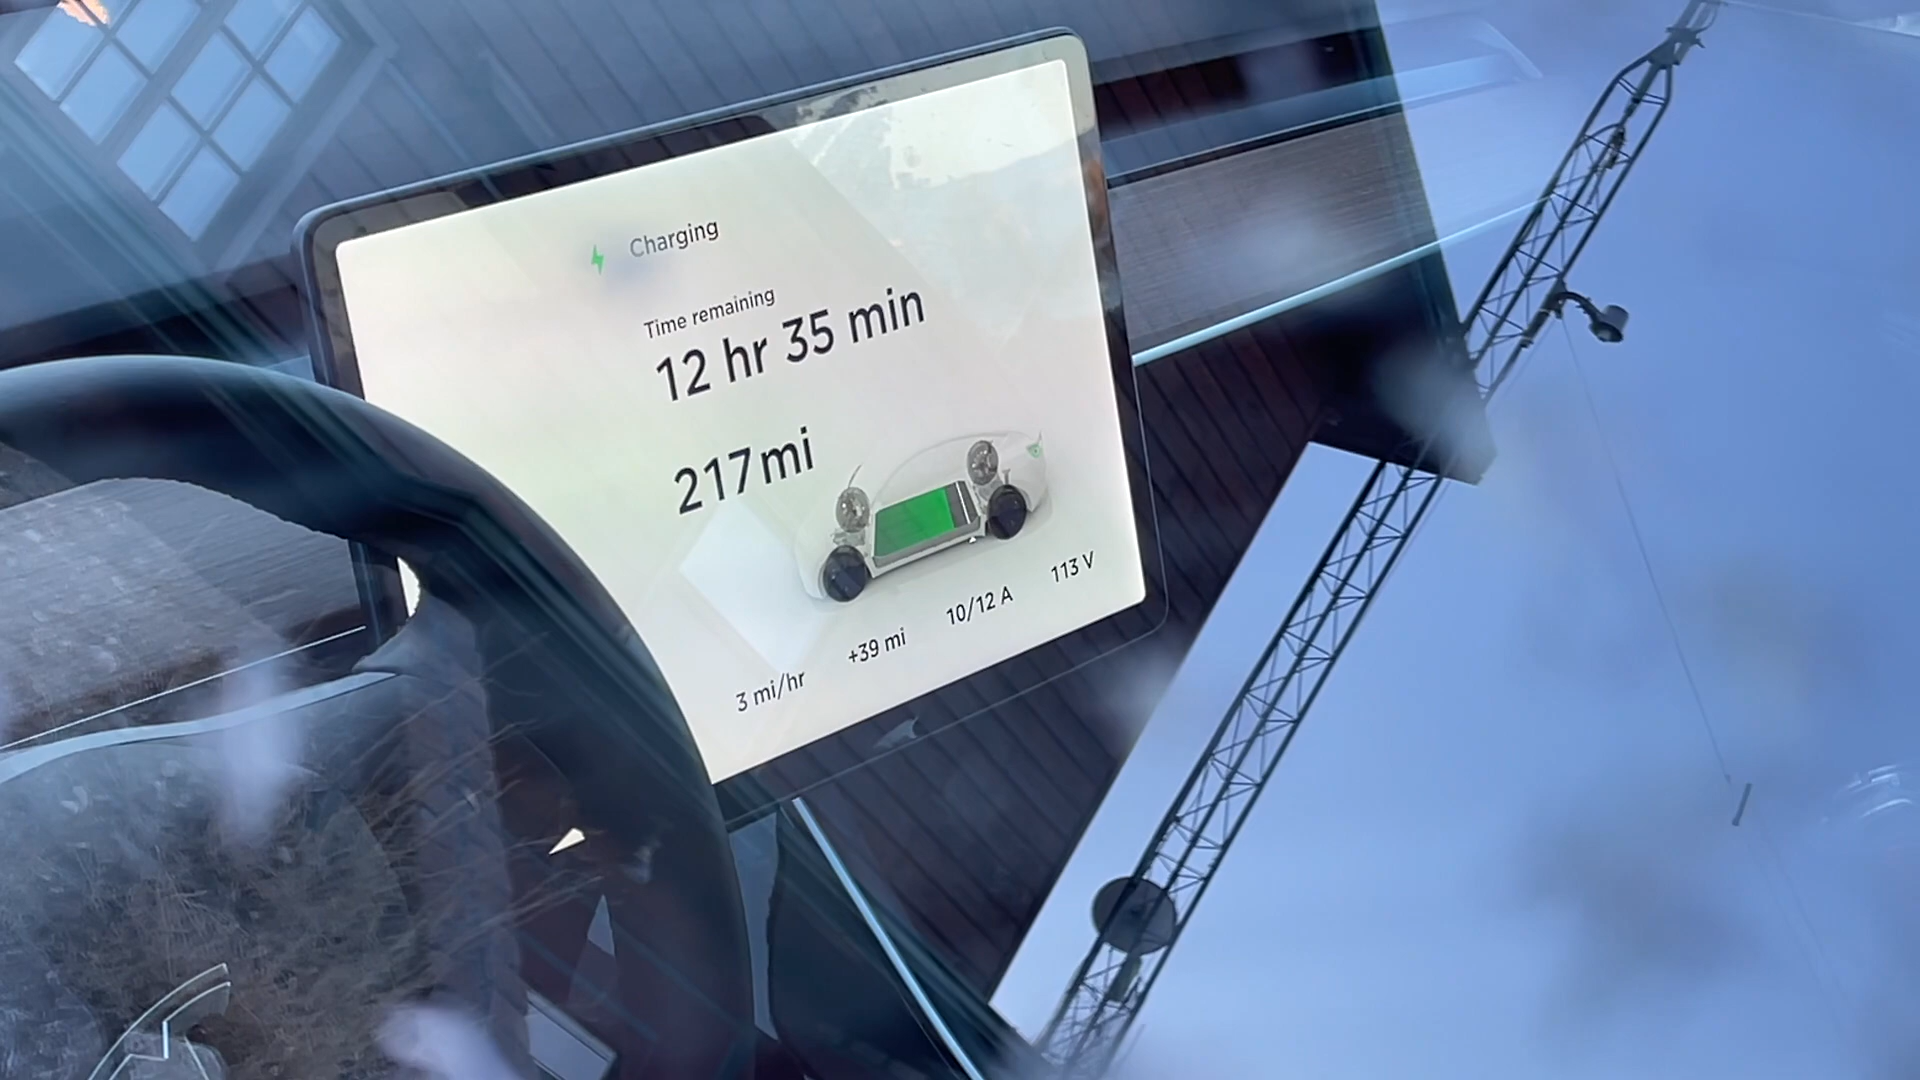 Charging
Time remaining
12 hr 35 min
217mi
3 mi/hr +39 mi 10/12 A 113 V